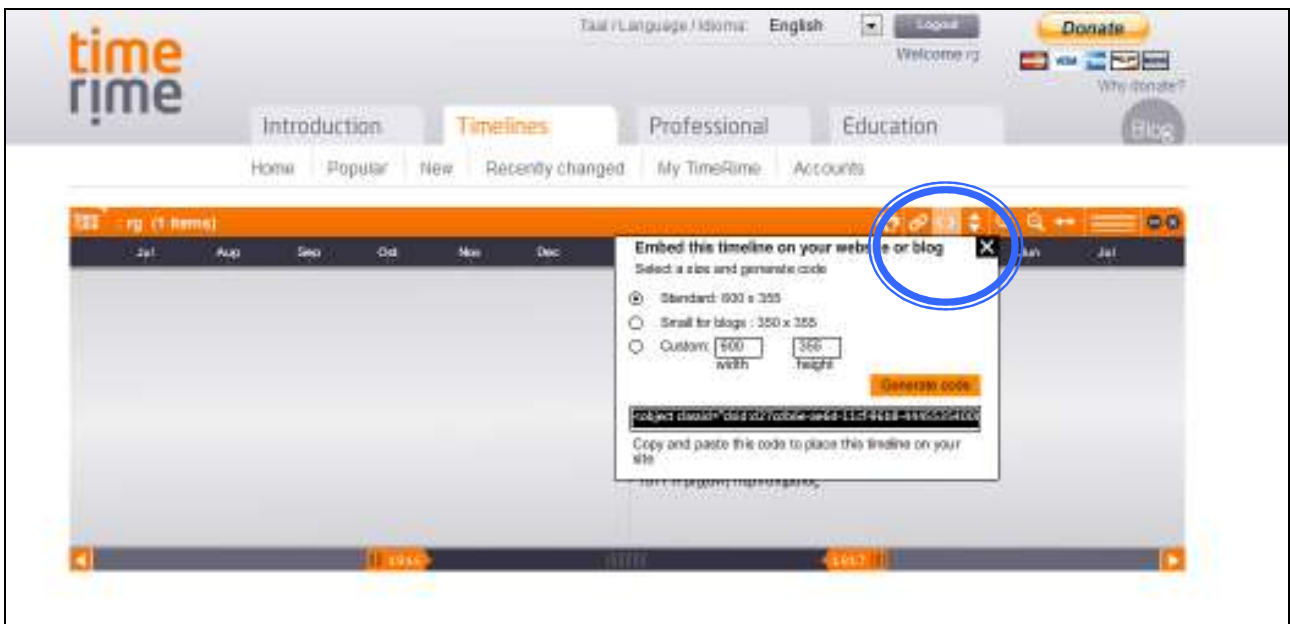 time
rime
Taal / Language / Idioma: English Logout
Welcome rg
Donate
VISA
Why donate?
Introduction Timelines Professional Education Blog
Home Popular New Recently changed My TimeRime Accounts
rg (1 items)
Jul Aug Sep Oct Nov Dec Jun Jul
Embed this timeline on your website or blog
Select a size and generate code
Standard: 600 x 355
Small for blogs : 350 x 355
Custom: 600 355
width height
Generate code
Copy and paste this code to place this timeline on your
site